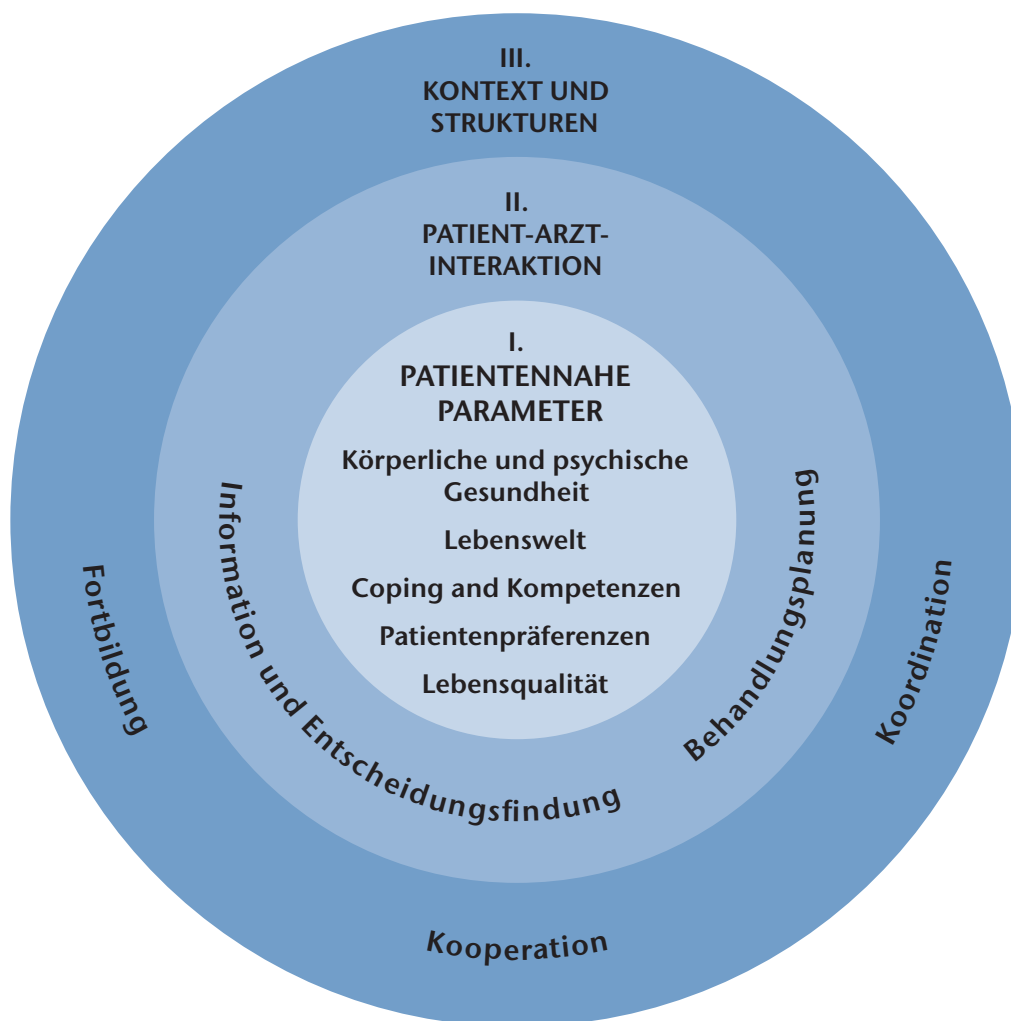 III.
KONTEXT UND
STRUKTUREN
II.
PATIENT-ARZT-
INTERAKTION
I.
PATIENTENNAHE
PARAMETER
Körperliche und psychische
Gesundheit
Lebenswelt
Coping and Kompetenzen
Patientenpräferenzen
Lebensqualität
Information und Entscheidungsfindung
Behandlungsplanung
Fortbildung
Kooperation
Koordination